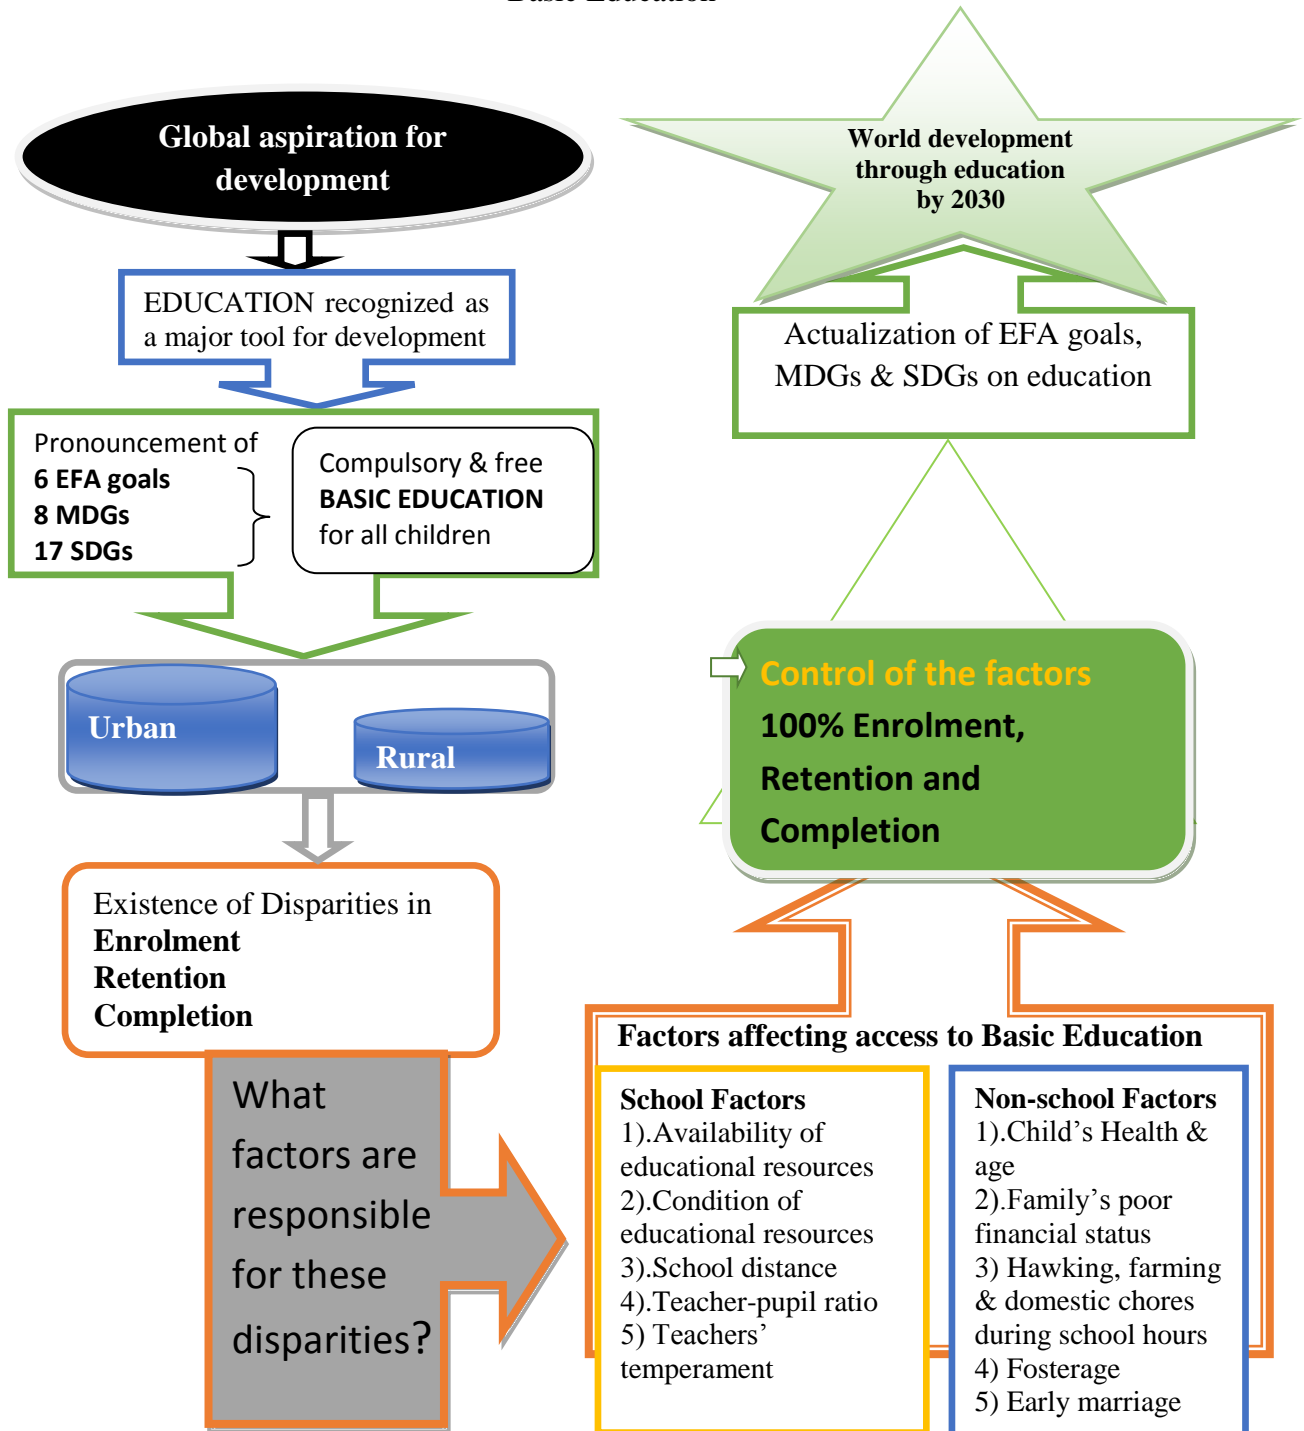 Basic Education
Global aspiration for
development
EDUCATION recognized as
a major tool for development
Pronouncement of
6 EFA goals
8 MDGs
17 SDGs
Compulsory & free
BASIC EDUCATION
for all children
Urban
Rural
Existence of Disparities in
Enrolment
Retention
Completion
What
factors are
responsible
for these
disparities?
Factors affecting access to Basic Education
School Factors
1).Availability of
educational resources
2).Condition of
educational resources
3).School distance
4).Teacher-pupil ratio
5) Teachers’
temperament
Non-school Factors
1).Child’s Health &
age
2).Family’s poor
financial status
3) Hawking, farming
& domestic chores
during school hours
4) Fosterage
5) Early marriage
Control of the factors
100% Enrolment,
Retention and
Completion
Actualization of EFA goals,
MDGs & SDGs on education
World development
through education
by 2030